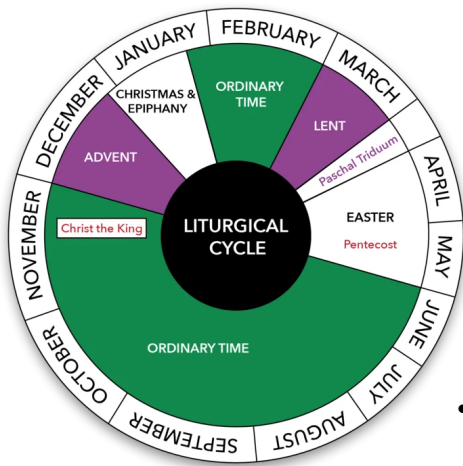 JANUARY
FEBRUARY
MARCH
APRIL
MAY
JUNE
JULY
AUGUST
SEPTEMBER
OCTOBER
NOVEMBER
DECEMBER
CHRISTMAS &
EPIPHANY
ORDINARY
TIME
LENT
Paschal Triduum
EASTER
Pentecost
ORDINARY TIME
Christ the King
ADVENT
LITURGICAL
CYCLE